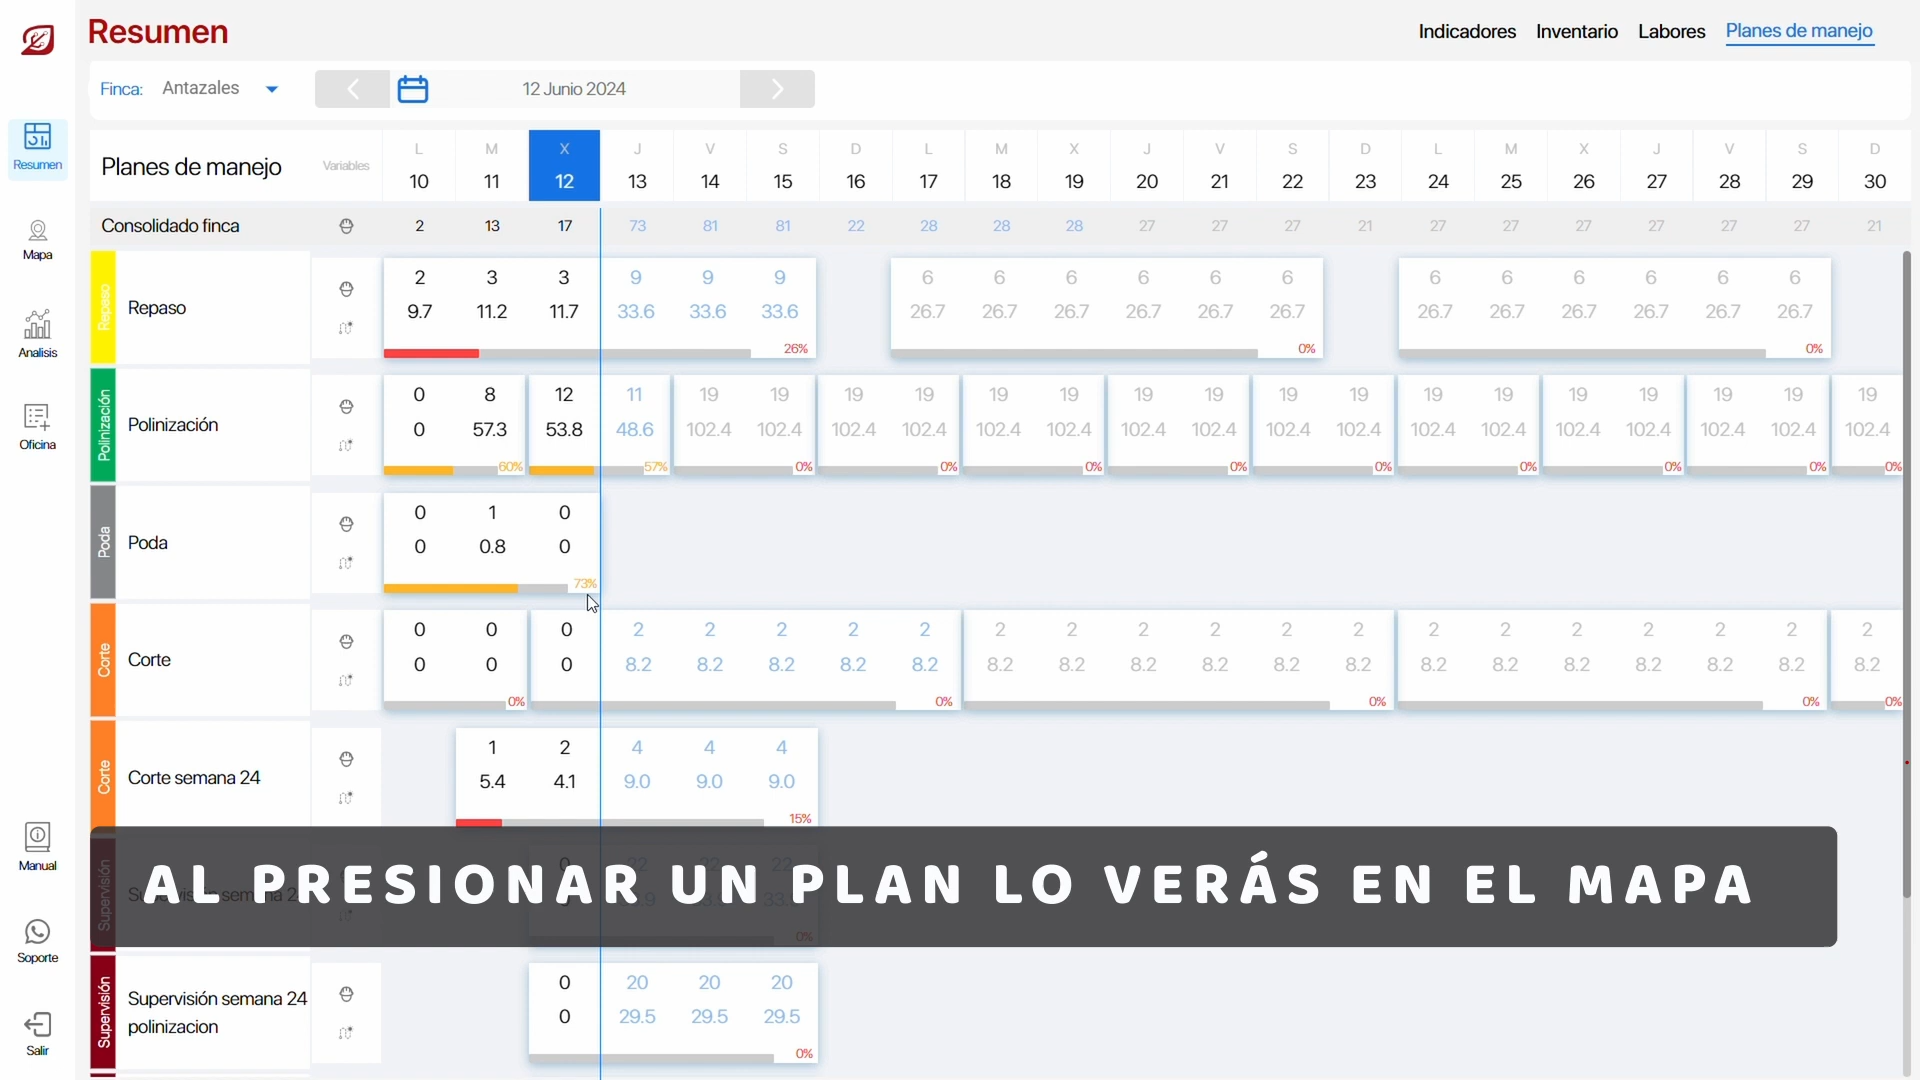 Resumen
Indicadores Inventario Labores Planes de manejo
Finca: Antazales 12 Junio 2024
Planes de manejo Variables
L M X J V S D L M X J V S D L M X J V S D
10 11 12 13 14 15 16 17 18 19 20 21 22 23 24 25 26 27 28 29 30
Consolidado finca 2 13 17 73 81 81 22 28 28 28 27 27 27 21 27 27 27 27 27 27 21
Repaso
Repaso
2 3 3 9 9 9 6 6 6 6 6 6 6 6 6 6 6 6
9.7 11.2 11.7 33.6 33.6 33.6 26.7 26.7 26.7 26.7 26.7 26.7 26.7 26.7 26.7 26.7 26.7 26.7
26% 0% 0%
Polinización
Polinización
0 8 12 11 19 19 19 19 19 19 19 19 19 19 19 19 19 19 19 19 19
0 57.3 53.8 48.6 102.4 102.4 102.4 102.4 102.4 102.4 102.4 102.4 102.4 102.4 102.4 102.4 102.4 102.4 102.4 102.4 102.4
60% 57% 0% 0% 0% 0% 0% 0% 0% 0% 0%
Poda
Poda
0 1 0
0 0.8 0
73%
Corte
Corte
0 0 0 2 2 2 2 2 2 2 2 2 2 2 2 2 2 2 2 2 2
0 0 0 8.2 8.2 8.2 8.2 8.2 8.2 8.2 8.2 8.2 8.2 8.2 8.2 8.2 8.2 8.2 8.2 8.2 8.2
0% 0% 0% 0% 0%
Corte
Corte semana 24
1 2 4 4 4
5.4 4.1 9.0 9.0 9.0
15%
AL PRESIONAR UN PLAN LO VERÁS EN EL MAPA
Supervisión
0%
Supervisión
Supervisión semana 24
polinizacion
0 20 20 20
0 29.5 29.5 29.5
0%
Resumen
Mapa
Analisis
Oficina
Manual
Soporte
Salir